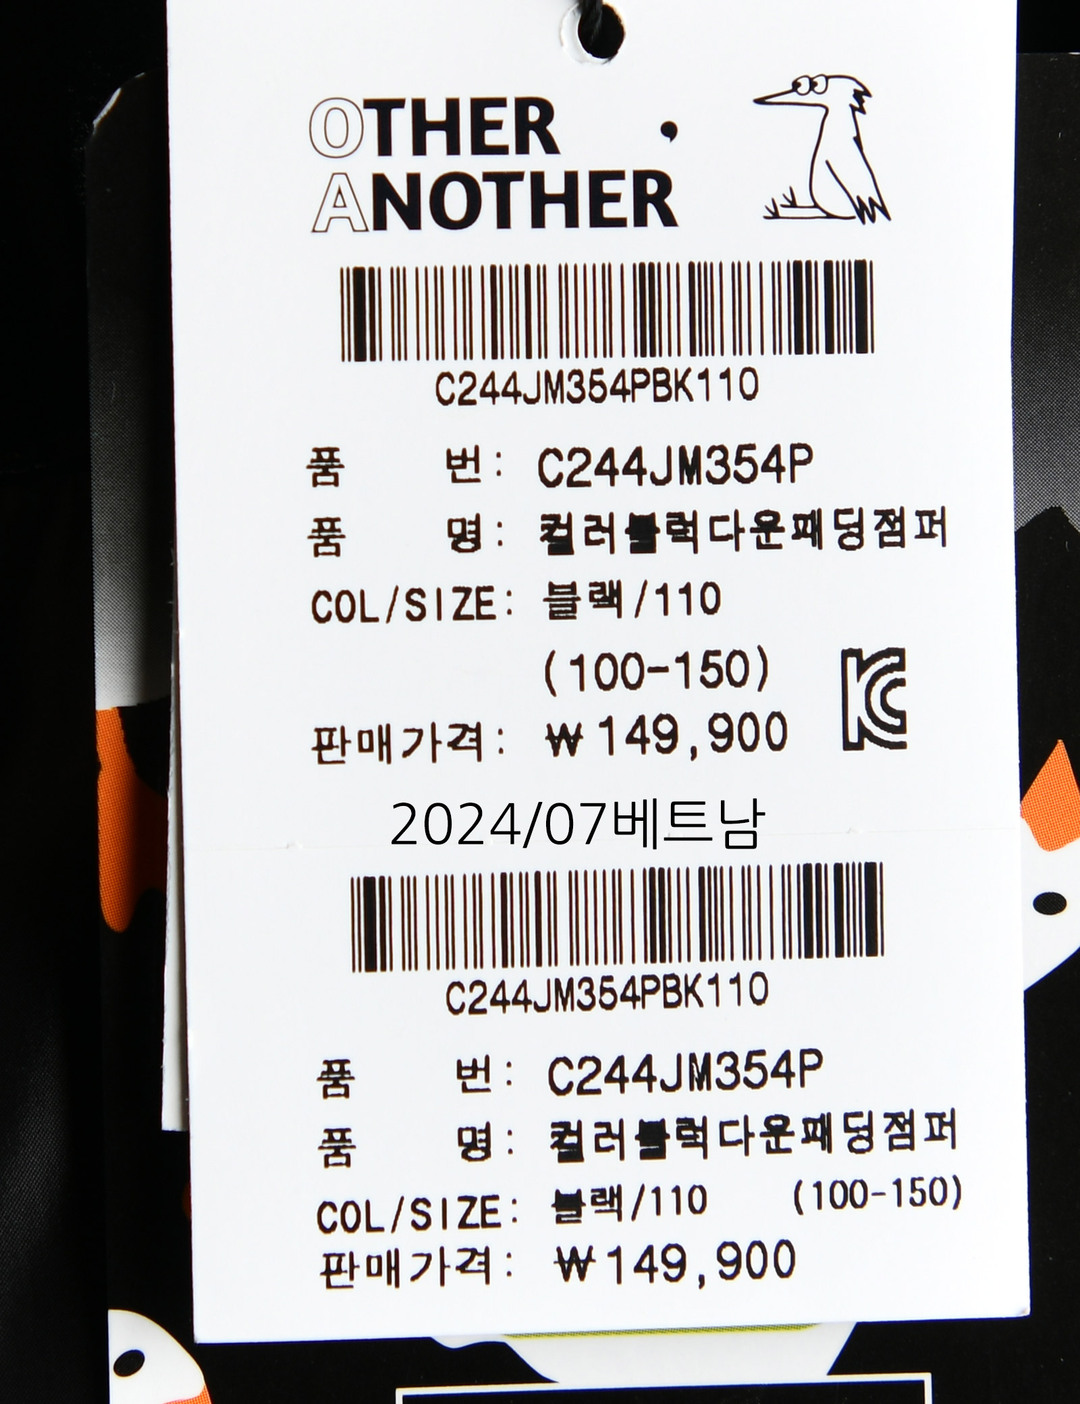 OTHER
ANOTHER
C244JM354PBK110
품 번: C244JM354P
품 명: 컬러블럭다운패딩점퍼
COL/SIZE: 블랙/110
(100-150)
판매가격: ₩149,900
2024/07베트남
C244JM354PBK110
품 번: C244JM354P
품 명: 컬러블럭다운패딩점퍼
COL/SIZE: 블랙/110 (100-150)
판매가격: ₩149,900